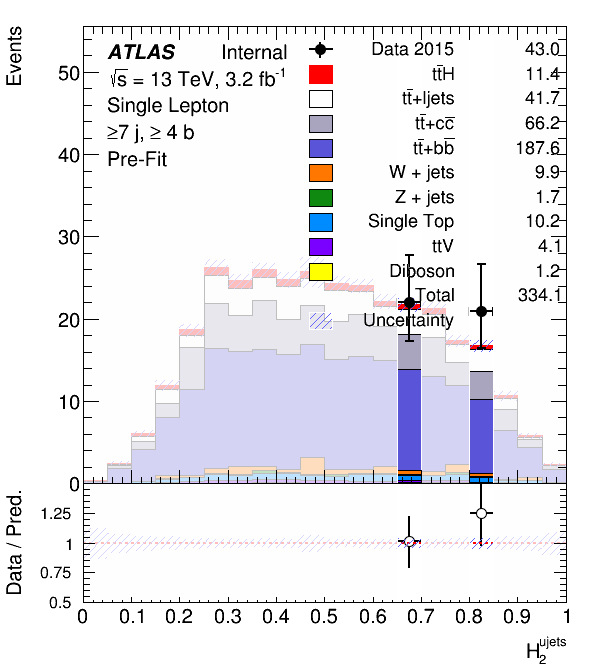 Events
50
40
30
20
10
0
ATLAS Internal
√s = 13 TeV, 3.2 fb⁻¹
Single Lepton
≥7 j, ≥ 4 b
Pre-Fit
Data 2015 43.0
tt̄H 11.4
tt̄+ljets 41.7
tt̄+cc̄ 66.2
tt̄+bb̄ 187.6
W + jets 9.9
Z + jets 1.7
Single Top 10.2
ttV 4.1
Diboson 1.2
Total 334.1
Uncertainty
Data / Pred.
1.25
1
0.75
0.5
0 0.1 0.2 0.3 0.4 0.5 0.6 0.7 0.8 0.9 1
H₂ᵘʲᵉᵗˢ